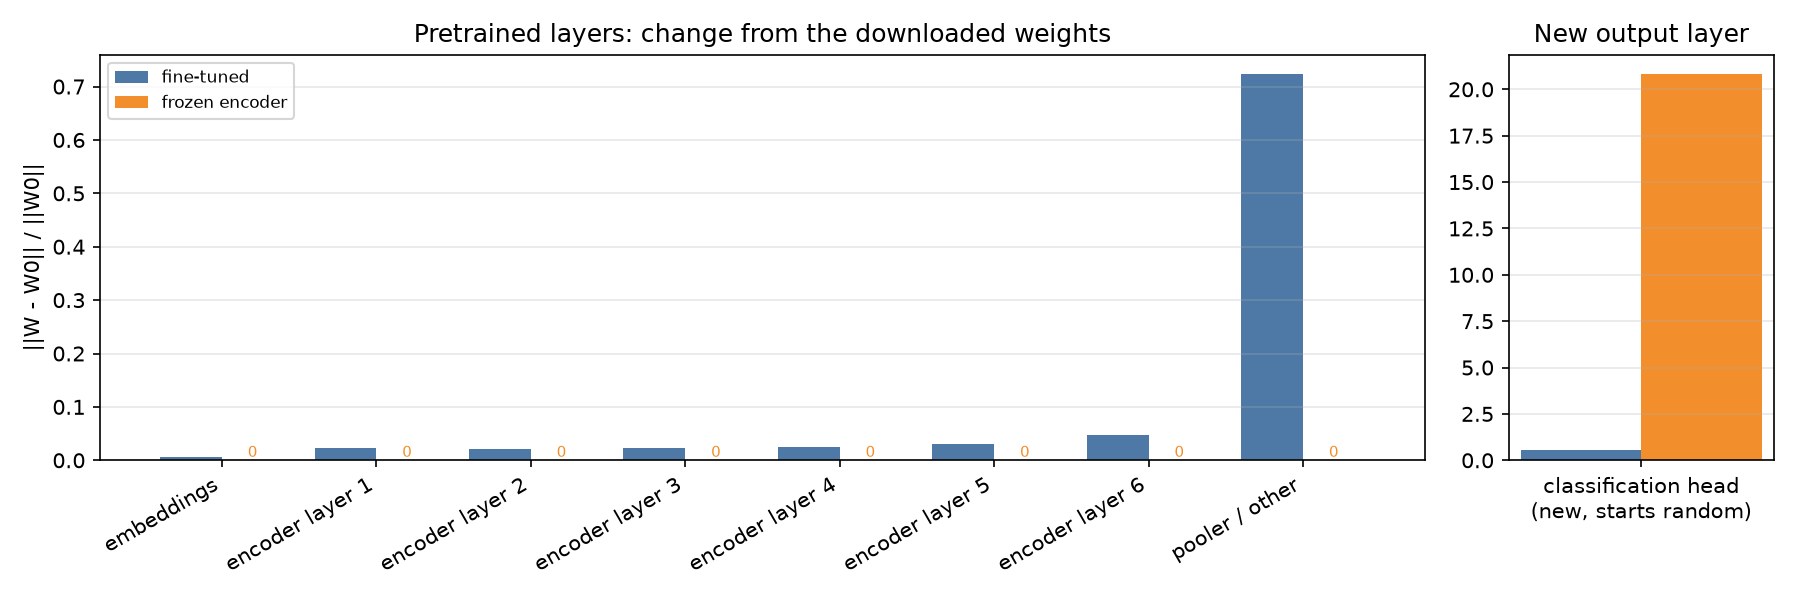 Pretrained layers: change from the downloaded weights
||W - W0|| / ||W0||
0.7
0.6
0.5
0.4
0.3
0.2
0.1
0.0
fine-tuned
frozen encoder
0 0 0 0 0 0 0 0
embeddings
encoder layer 1
encoder layer 2
encoder layer 3
encoder layer 4
encoder layer 5
encoder layer 6
pooler / other
New output layer
20.0
17.5
15.0
12.5
10.0
7.5
5.0
2.5
0.0
classification head
(new, starts random)